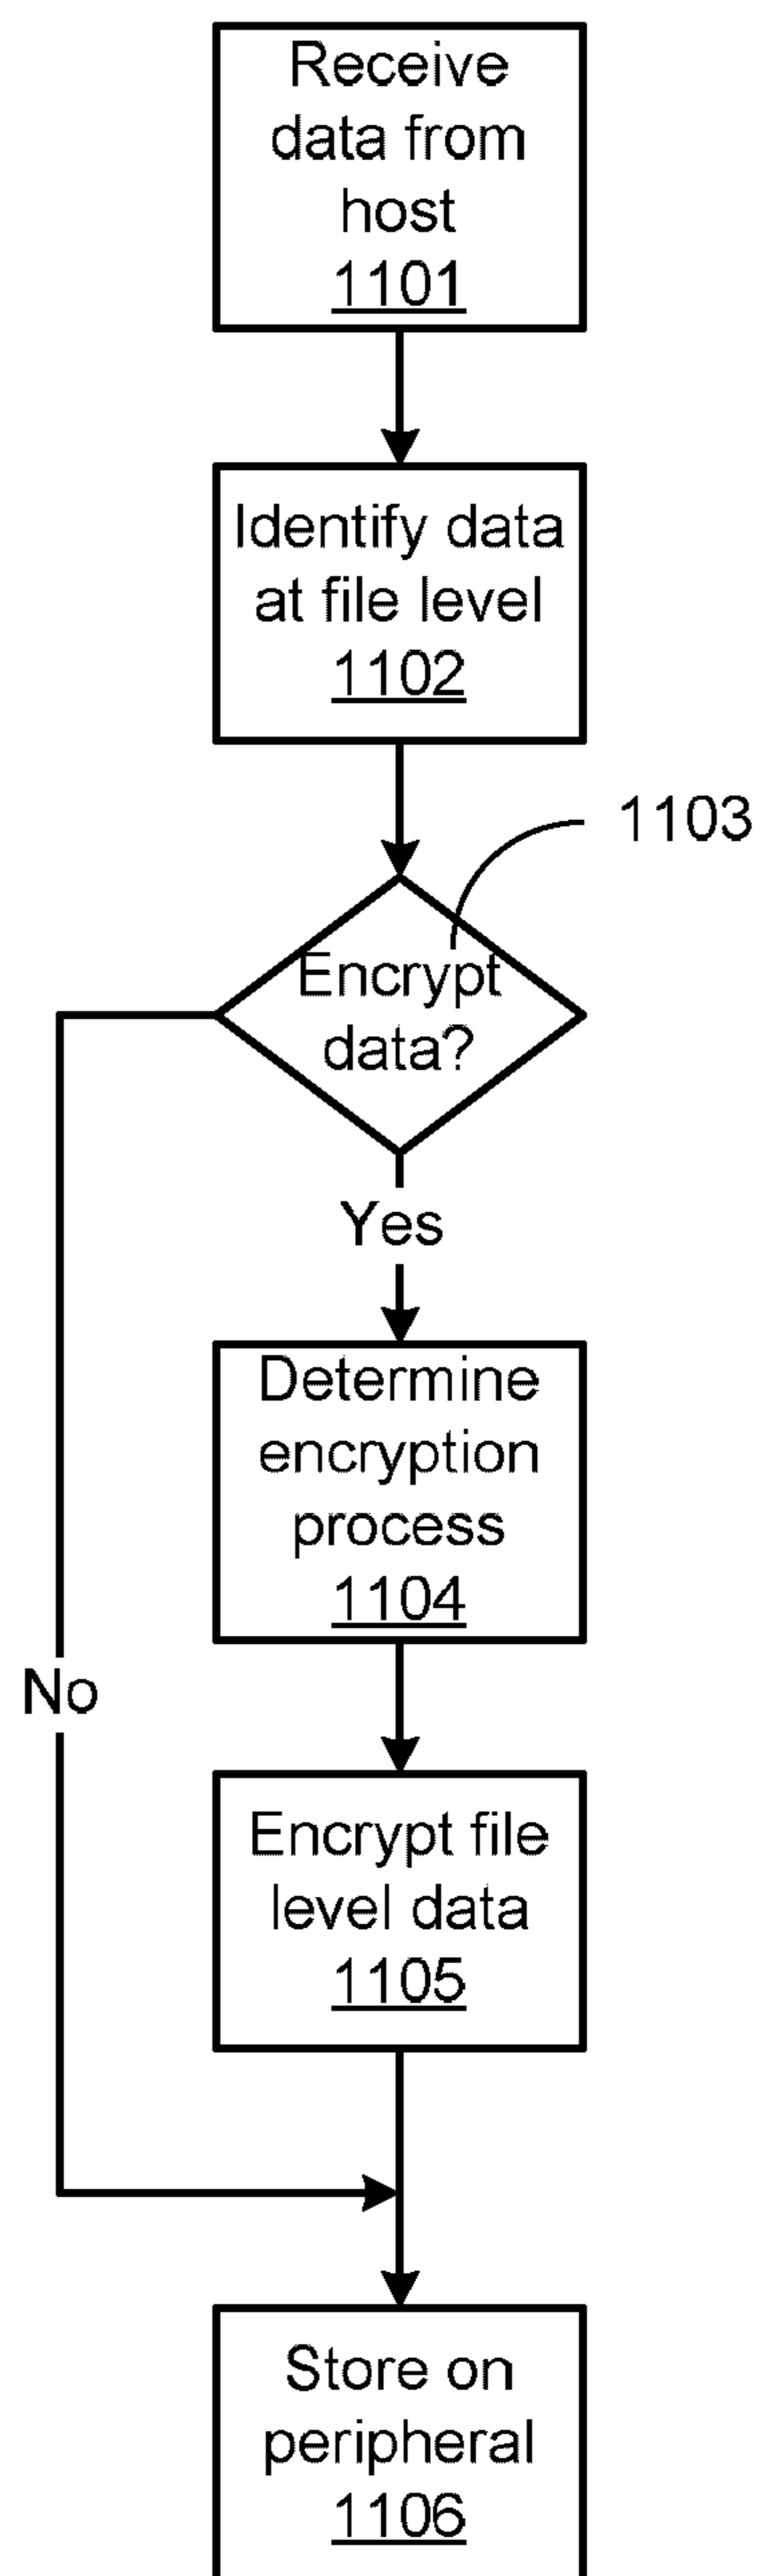 Receive
data from
host
1101
Identify data
at file level
1102
1103
Encrypt
data?
Yes
Determine
encryption
process
1104
No
Encrypt file
level data
1105
Store on
peripheral
1106